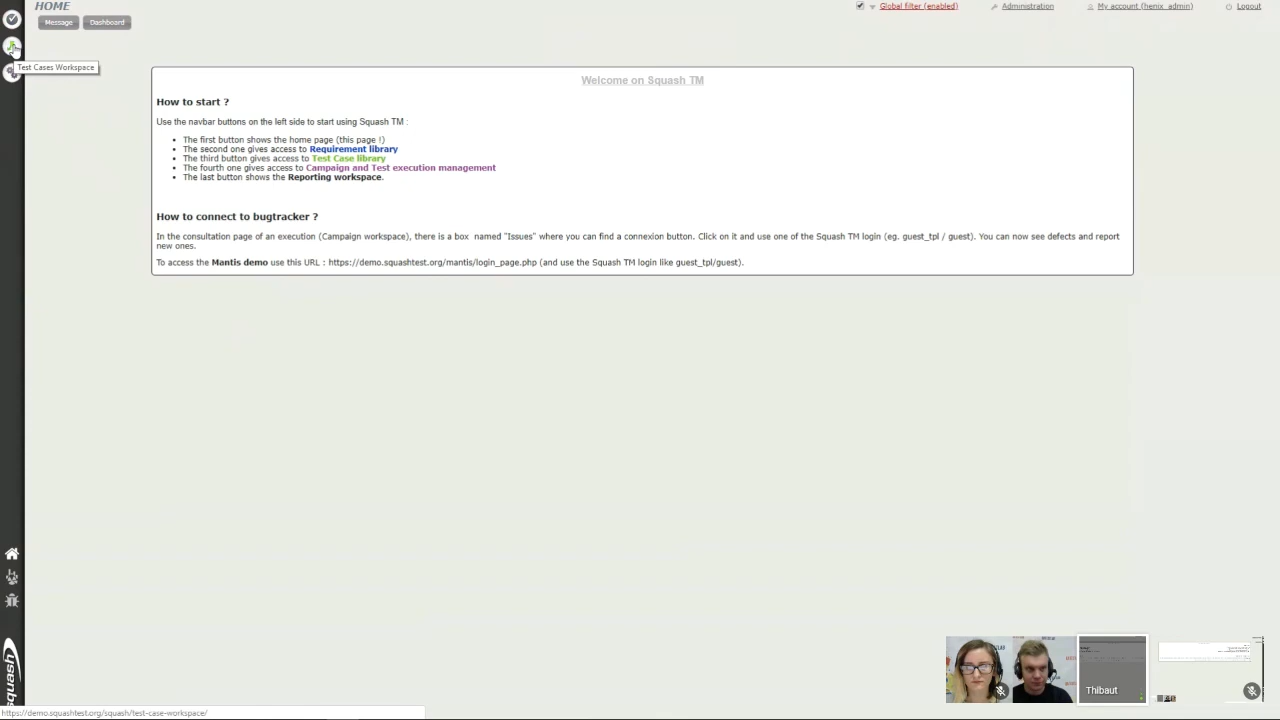 HOME
Global filter (enabled)
Administration
My account (henix_admin)
Logout
Message
Dashboard
Test Cases Workspace
Welcome on Squash TM
How to start ?
Use the navbar buttons on the left side to start using Squash TM :
The first button shows the home page (this page !)
The second one gives access to Requirement library
The third button gives access to Test Case library
The fourth one gives access to Campaign and Test execution management
The last button shows the Reporting workspace.
How to connect to bugtracker ?
In the consultation page of an execution (Campaign workspace), there is a box named "Issues" where you can find a connexion button. Click on it and use one of the Squash TM login (eg. guest_tpl / guest). You can now see defects and report
new ones.
To access the Mantis demo use this URL : https://demo.squashtest.org/mantis/login_page.php (and use the Squash TM login like guest_tpl/guest).
squash
Thibaut
https://demo.squashtest.org/squash/test-case-workspace/